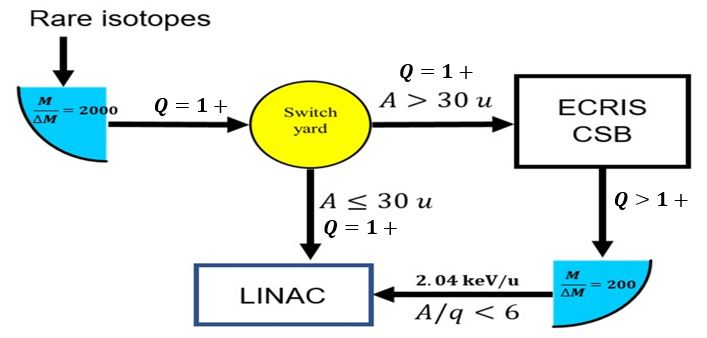 Rare isotopes
M/ΔM = 2000
Q = 1 +
Switch
yard
Q = 1 +
A > 30 u
ECRIS
CSB
A ≤ 30 u
Q = 1 +
Q > 1 +
LINAC
2.04 keV/u
A/q < 6
M/ΔM = 200